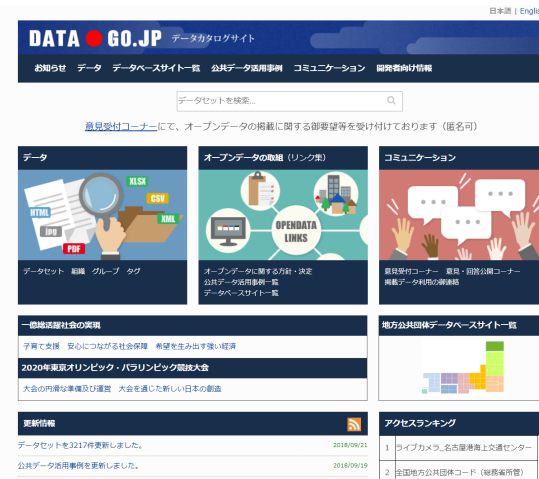 日本語 | Englis
DATA GO.JP データカタログサイト
お知らせ データ データベースサイト一覧 公共データ活用事例 コミュニケーション 開発者向け情報
データセットを検索...
意見受付コーナーにて、オープンデータの掲載に関する御要望等を受け付けております（匿名可）
データ
XLSX
CSV
HTML
XML
jpg
PDF
データセット 組織 グループ タグ
オープンデータの取組（リンク集）
OPENDATA
LINKS
オープンデータに関する方針・決定
公共データ活用事例一覧
データベースサイト一覧
コミュニケーション
意見受付コーナー 意見・回答公開コーナー
掲載データ利用の御連絡
一億総活躍社会の実現
子育て支援 安心につながる社会保障 希望を生み出す強い経済
2020年東京オリンピック・パラリンピック競技大会
大会の円滑な準備及び運営 大会を通じた新しい日本の創造
地方公共団体データベースサイト一覧
更新情報
データセットを3217件更新しました。 2018/09/21
公共データ活用事例を更新しました。 2018/09/19
アクセスランキング
1 ライブカメラ_名古屋港海上交通センター
2 全国地方公共団体コード（総務省所管）